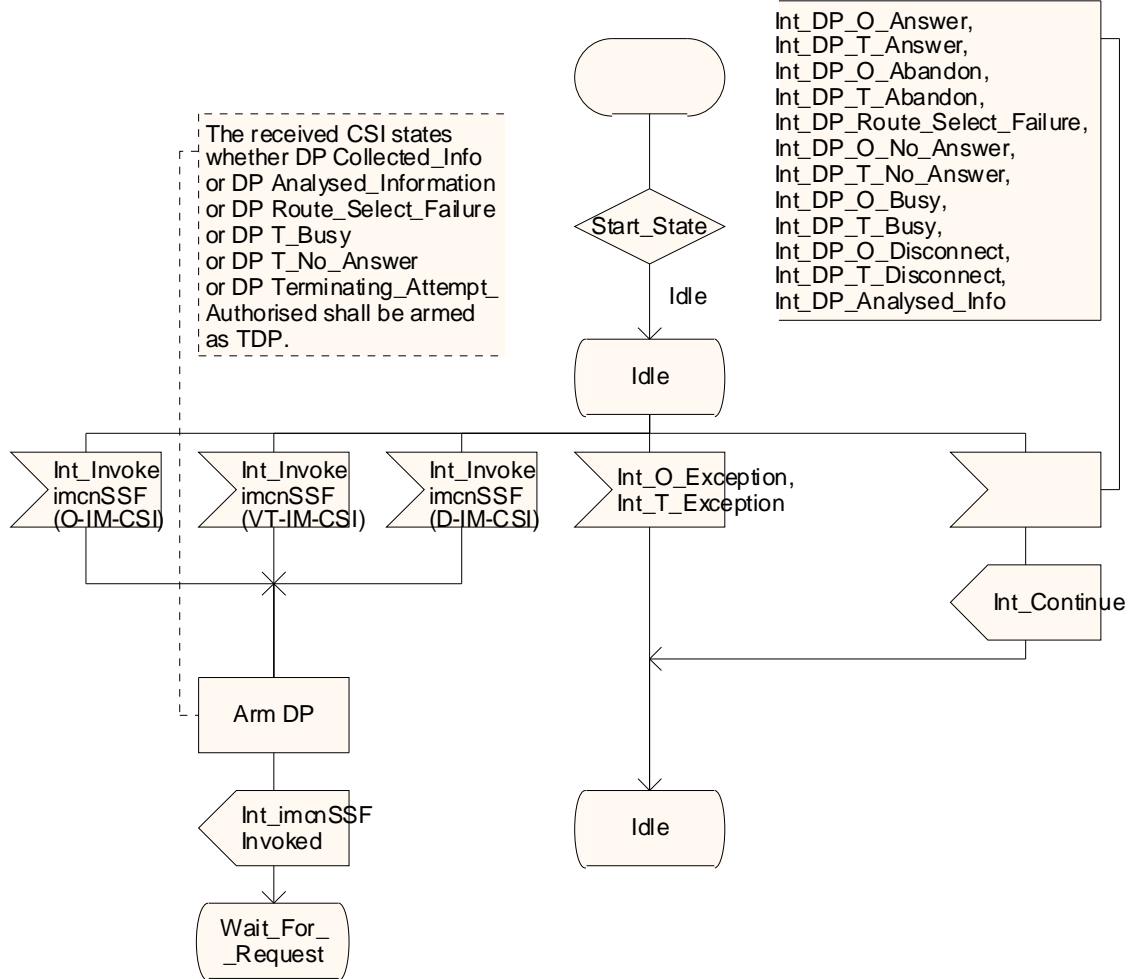 Int_DP_O_Answer,
Int_DP_T_Answer,
Int_DP_O_Abandon,
Int_DP_T_Abandon,
Int_DP_Route_Select_Failure,
Int_DP_O_No_Answer,
Int_DP_T_No_Answer,
Int_DP_O_Busy,
Int_DP_T_Busy,
Int_DP_O_Disconnect,
Int_DP_T_Disconnect,
Int_DP_Analysed_Info
The received CSI states
whether DP Collected_Info
or DP Analysed_Information
or DP Route_Select_Failure
or DP T_Busy
or DP T_No_Answer
or DP Terminating_Attempt_
Authorised shall be armed
as TDP.
Start_State
Idle
Idle
Int_Invoke
imcnSSF
(O-IM-CSI)
Int_Invoke
imcnSSF
(VT-IM-CSI)
Int_Invoke
imcnSSF
(D-IM-CSI)
Int_O_Exception,
Int_T_Exception
Int_Continue
Arm DP
Int_imcnSSF
Invoked
Idle
Wait_For_
_Request